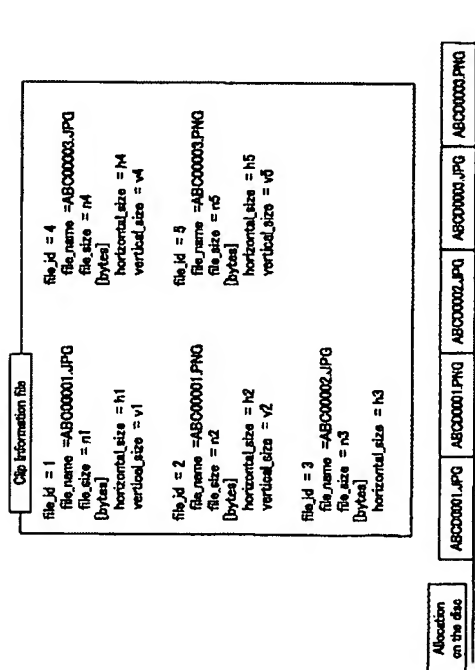 Clip Information file
file_id = 1
file_name =ABC00001.JPG
file_size = n1
[bytes]
horizontal_size = h1
vertical_size = v1
file_id = 2
file_name =ABC00001.PNG
file_size = n2
[bytes]
horizontal_size = h2
vertical_size = v2
file_id = 3
file_name =ABC00002.JPG
file_size = n3
[bytes]
horizontal_size = h3
file_id = 4
file_name =ABC00003.JPG
file_size = n4
[bytes]
horizontal_size = h4
vertical_size = v4
file_id = 5
file_name =ABC00003.PNG
file_size = n5
[bytes]
horizontal_size = h5
vertical_size = v5
Allocation
on the disc
ABC00001.JPG
ABC00001.PNG
ABC00002.JPG
ABC00003.JPG
ABC00003.PNG